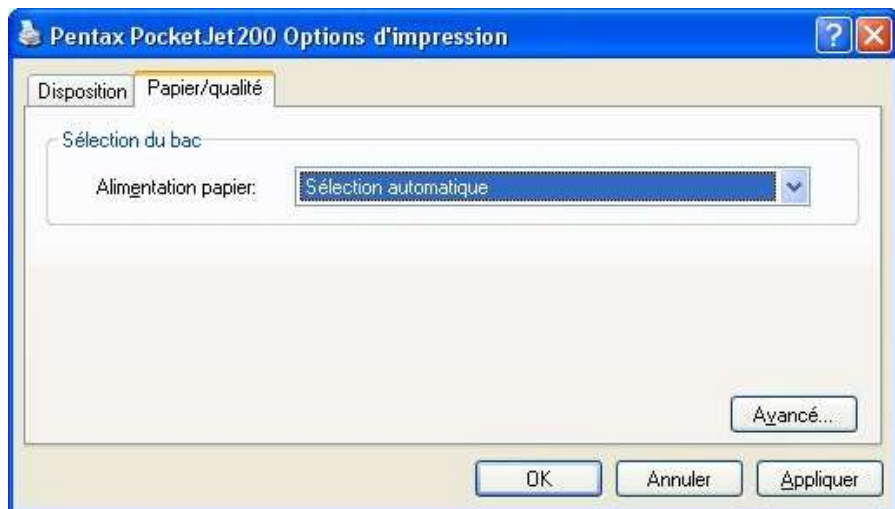 Pentax PocketJet200 Options d'impression
Disposition Papier/qualité
Sélection du bac
Alimentation papier: Sélection automatique
Avancé...
OK Annuler Appliquer